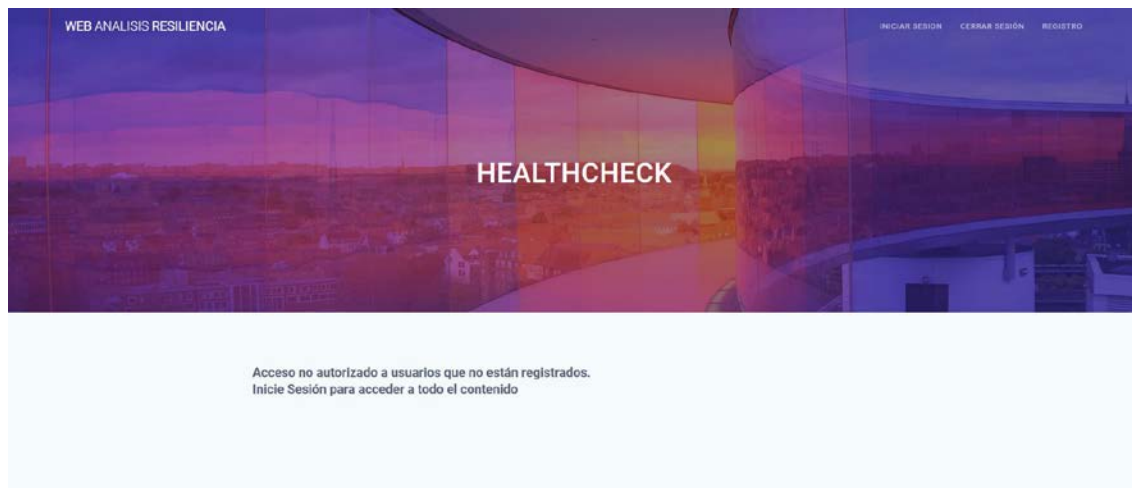 WEB ANALISIS RESILIENCIA
INICIAR SESION
CERRAR SESIÓN
REGISTRO
HEALTHCHECK
Acceso no autorizado a usuarios que no están registrados.
Inicie Sesión para acceder a todo el contenido